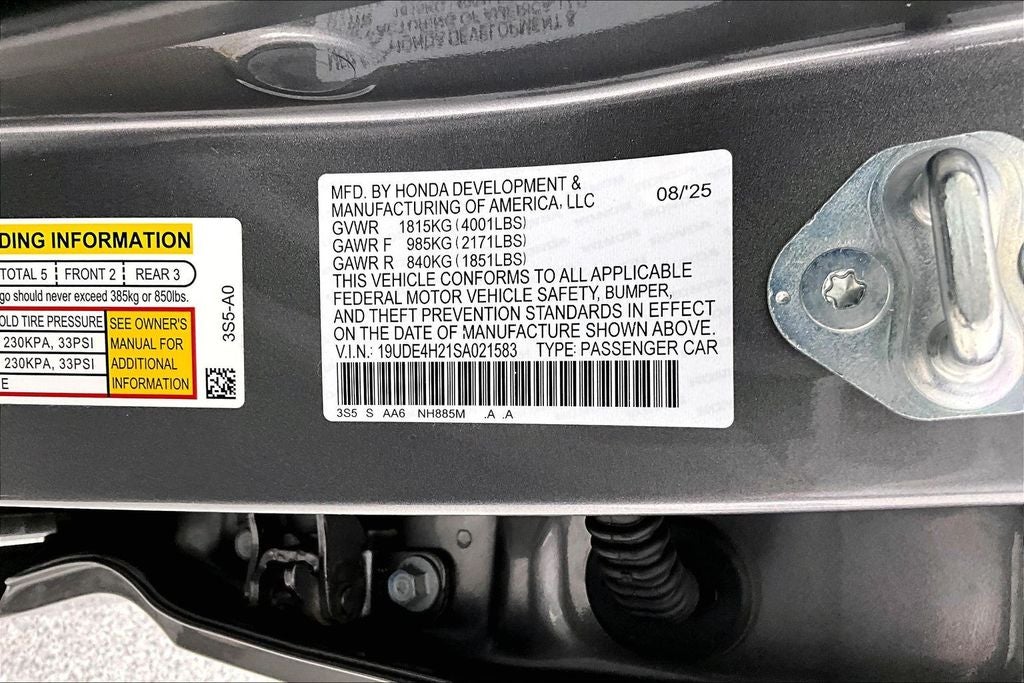 DING INFORMATION
TOTAL 5 FRONT 2 REAR 3
go should never exceed 385kg or 850lbs.
OLD TIRE PRESSURE
230KPA, 33PSI
230KPA, 33PSI
E
SEE OWNER'S
MANUAL FOR
ADDITIONAL
INFORMATION
3S5-A0
MFD. BY HONDA DEVELOPMENT &
MANUFACTURING OF AMERICA, LLC
08/'25
GVWR 1815KG(4001LBS)
GAWR F 985KG(2171LBS)
GAWR R 840KG(1851LBS)
THIS VEHICLE CONFORMS TO ALL APPLICABLE
FEDERAL MOTOR VEHICLE SAFETY, BUMPER,
AND THEFT PREVENTION STANDARDS IN EFFECT
ON THE DATE OF MANUFACTURE SHOWN ABOVE.
V.I.N.: 19UDE4H21SA021583 TYPE: PASSENGER CAR
3S5 S AA6 NH885M .A .A